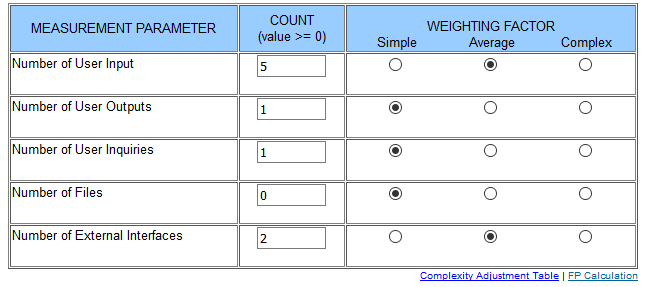 MEASUREMENT PARAMETER
COUNT
(value >= 0)
WEIGHTING FACTOR
Simple Average Complex
Number of User Input 5
Number of User Outputs 1
Number of User Inquiries 1
Number of Files 0
Number of External Interfaces 2
Complexity Adjustment Table | FP Calculation